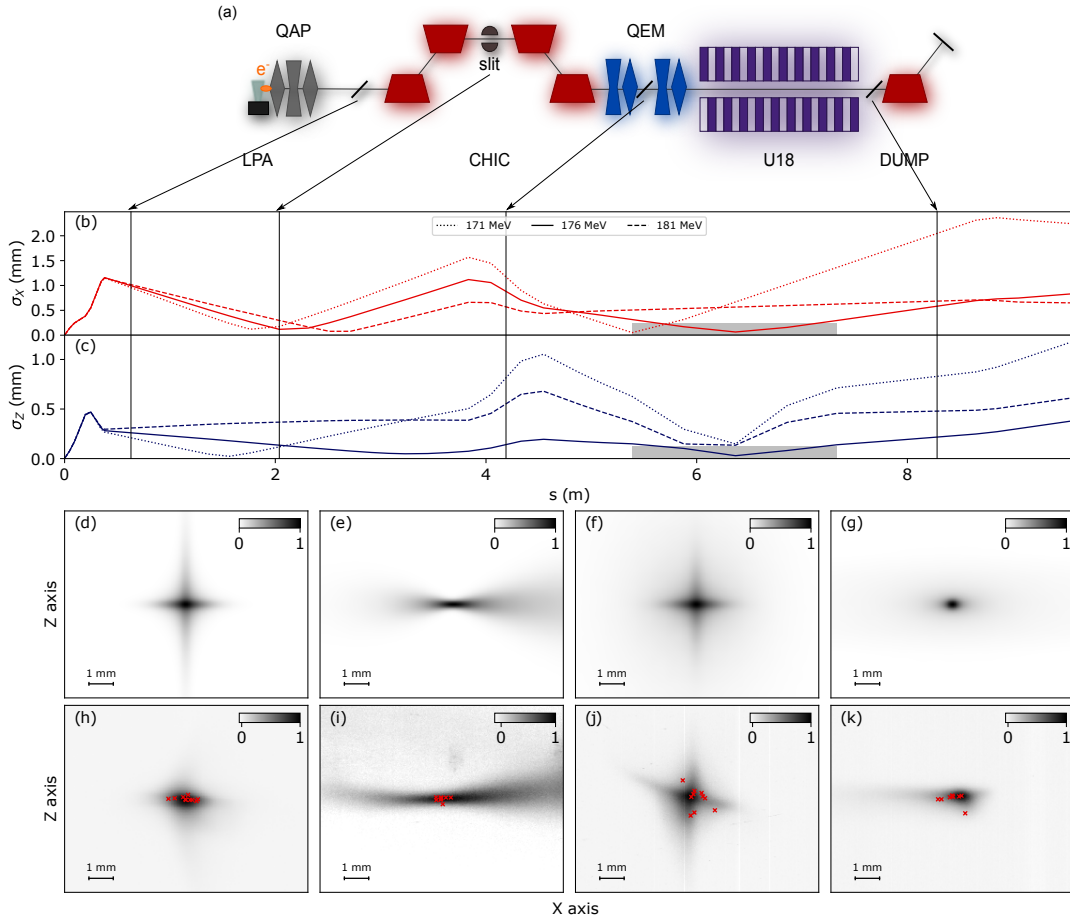 (a)
QAP
QEM
slit
e-
LPA
CHIC
U18
DUMP
(b)
171 MeV
176 MeV
181 MeV
2.0
1.5
1.0
0.5
0.0
σX (mm)
(c)
1.0
0.5
0.0
σZ (mm)
0
2
4
6
8
s (m)
(d)
0 1
1 mm
(e)
0 1
1 mm
(f)
0 1
1 mm
(g)
0 1
1 mm
Z axis
(h)
0 1
1 mm
(i)
0 1
1 mm
(j)
0 1
1 mm
(k)
0 1
1 mm
Z axis
X axis